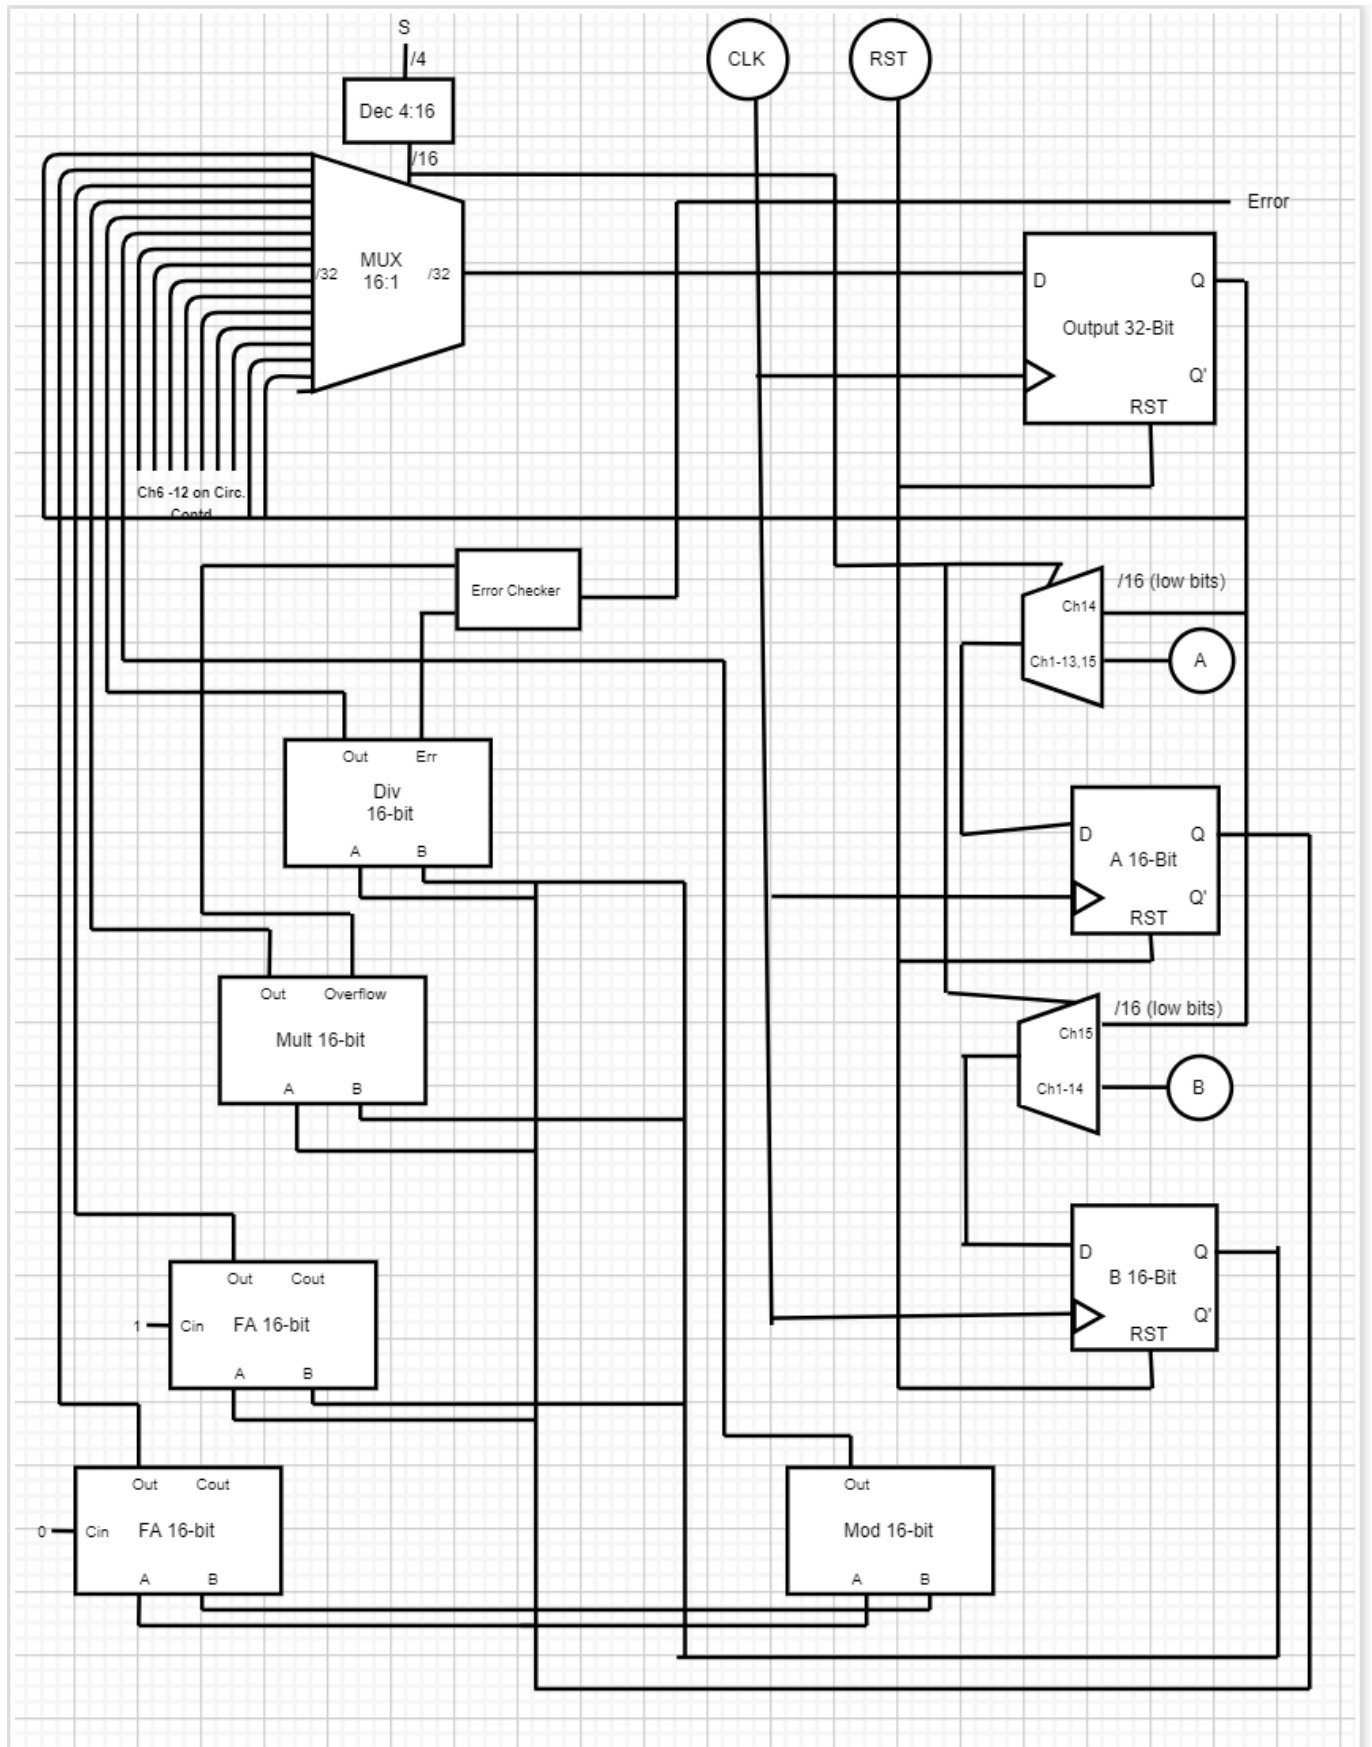 S
/4
CLK
RST
Dec 4:16
/16
Error
MUX
16:1
/32
/32
D
Q
Output 32-Bit
Q'
RST
Ch6 -12 on Circ.
Contd
Error Checker
/16 (low bits)
Ch14
Ch1-13,15
A
Out
Err
Div
16-bit
A
B
D
Q
A 16-Bit
Q'
RST
Out
Overflow
Mult 16-bit
A
B
/16 (low bits)
Ch15
Ch1-14
B
D
Q
B 16-Bit
Q'
RST
Out
Cout
1
Cin
FA 16-bit
A
B
Out
Cout
0
Cin
FA 16-bit
A
B
Out
Mod 16-bit
A
B